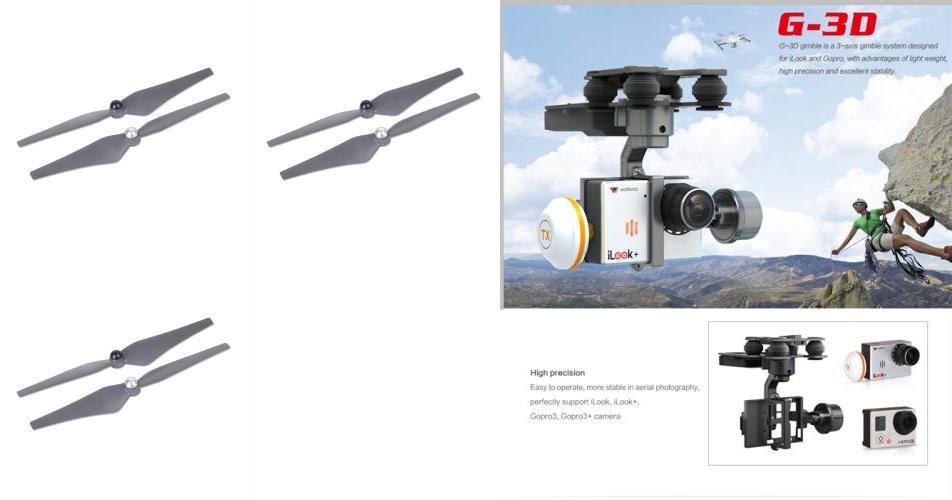 G-3D
G-3D gimble is a 3-axis gimble system designed
for iLook and Gopro, with advantages of light weight,
high precision and excellent stability.
walkera
TX
iLook+
High precision
Easy to operate, more stable in aerial photography,
perfectly support iLook, iLook+,
Gopro3, Gopro3+ camera
iLook+
HERO3